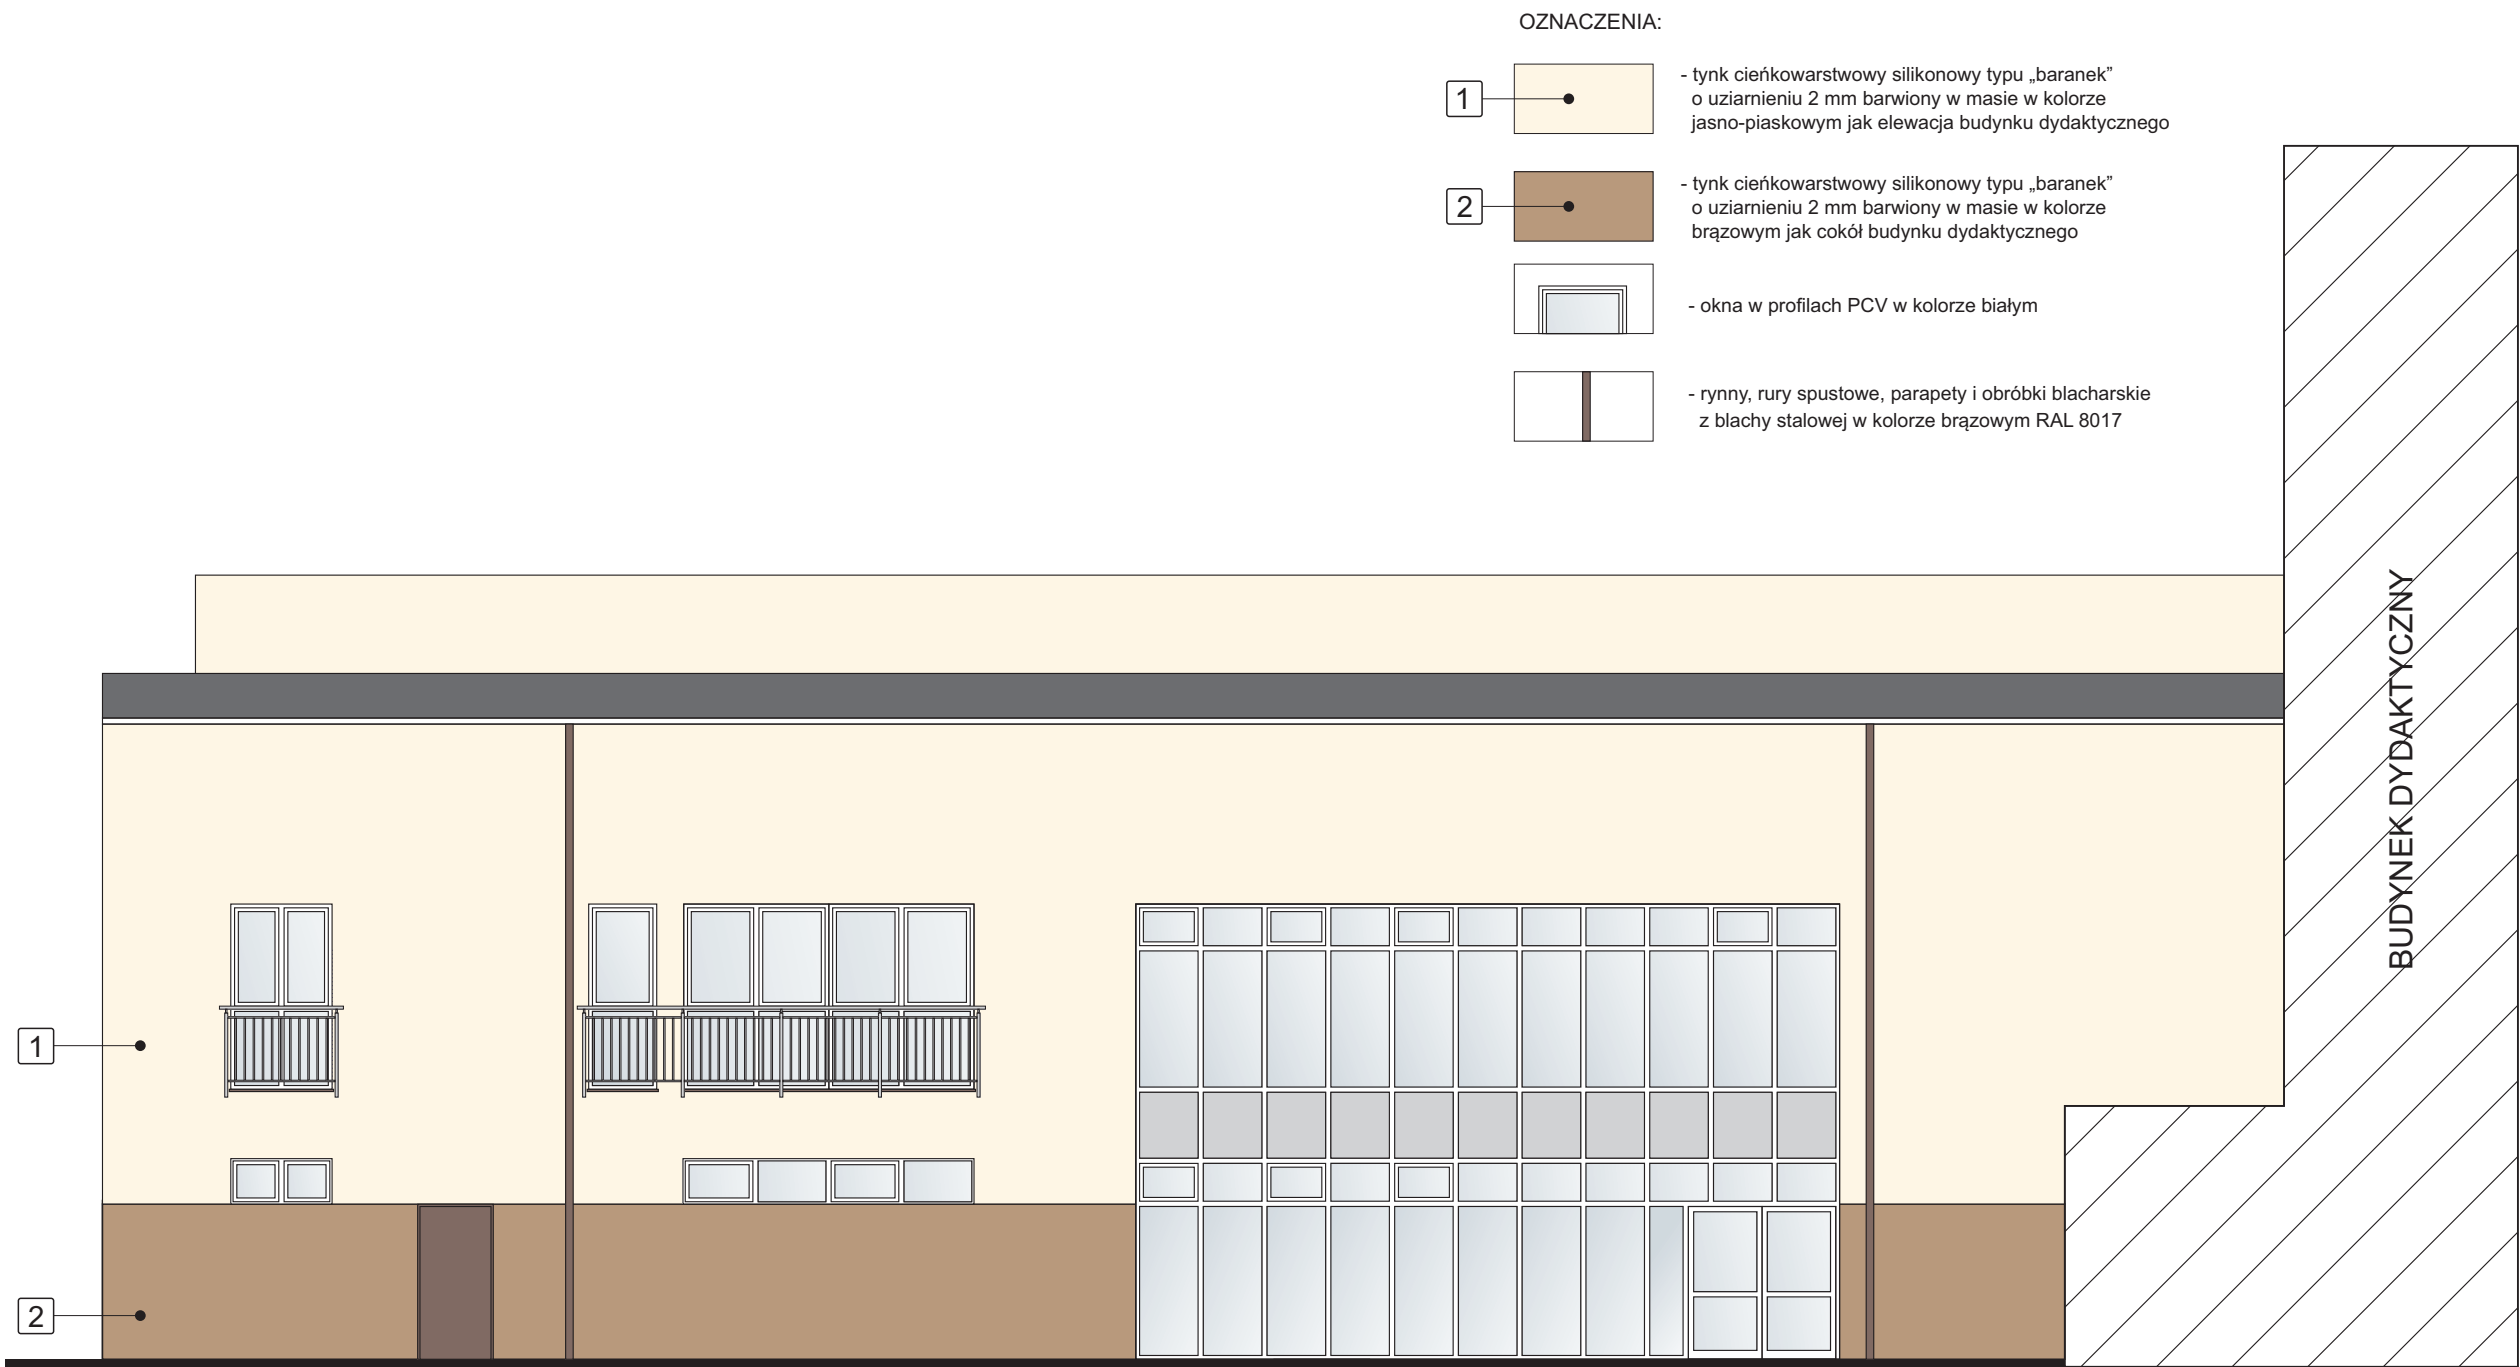 OZNACZENIA:
1
- tynk cieńkowarstwowy silikonowy typu „baranek”
o uziarnieniu 2 mm barwiony w masie w kolorze
jasno-piaskowym jak elewacja budynku dydaktycznego
2
- tynk cieńkowarstwowy silikonowy typu „baranek”
o uziarnieniu 2 mm barwiony w masie w kolorze
brązowym jak cokół budynku dydaktycznego
- okna w profilach PCV w kolorze białym
- rynny, rury spustowe, parapety i obróbki blacharskie
z blachy stalowej w kolorze brązowym RAL 8017
BUDYNEK DYDAKTYCZNY
1
2